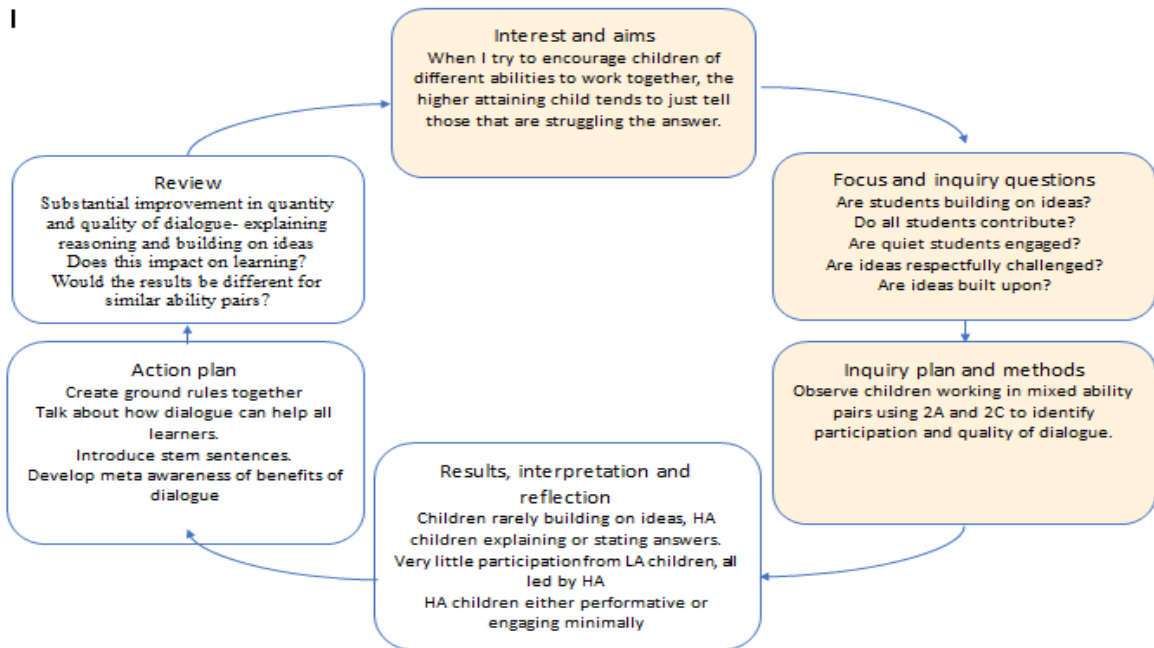 I
Interest and aims
When I try to encourage children of
different abilities to work together, the
higher attaining child tends to just tell
those that are struggling the answer.
Focus and inquiry questions
Are students building on ideas?
Do all students contribute?
Are quiet students engaged?
Are ideas respectfully challenged?
Are ideas built upon?
Inquiry plan and methods
Observe children working in mixed ability
pairs using 2A and 2C to identify
participation and quality of dialogue.
Results, interpretation and
reflection
Children rarely building on ideas, HA
children explaining or stating answers.
Very little participation from LA children, all
led by HA
HA children either performative or
engaging minimally
Action plan
Create ground rules together
Talk about how dialogue can help all
learners.
Introduce stem sentences.
Develop meta awareness of benefits of
dialogue
Review
Substantial improvement in quantity
and quality of dialogue- explaining
reasoning and building on ideas
Does this impact on learning?
Would the results be different for
similar ability pairs?